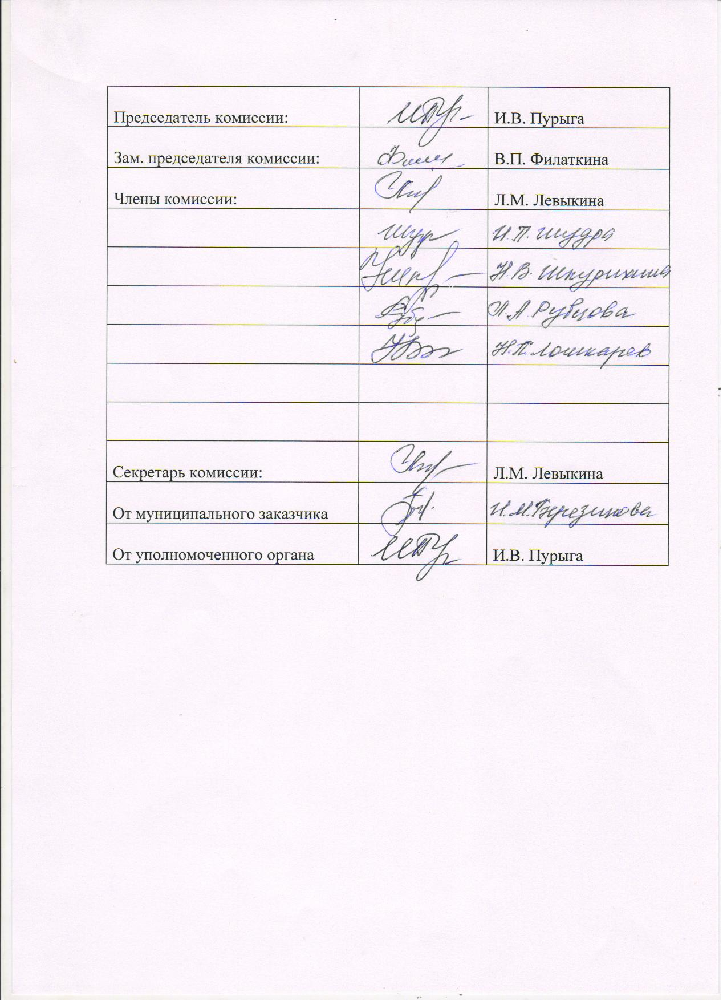 Председатель комиссии: И.В. Пурыга
Зам. председателя комиссии: В.П. Филаткина
Члены комиссии: Л.М. Левыкина
И.П. Шудра
Н.В. Шкурихина
Л.А. Рубцова
Н.П. Лошкарев
Секретарь комиссии: Л.М. Левыкина
От муниципального заказчика И.М. Березикова
От уполномоченного органа И.В. Пурыга